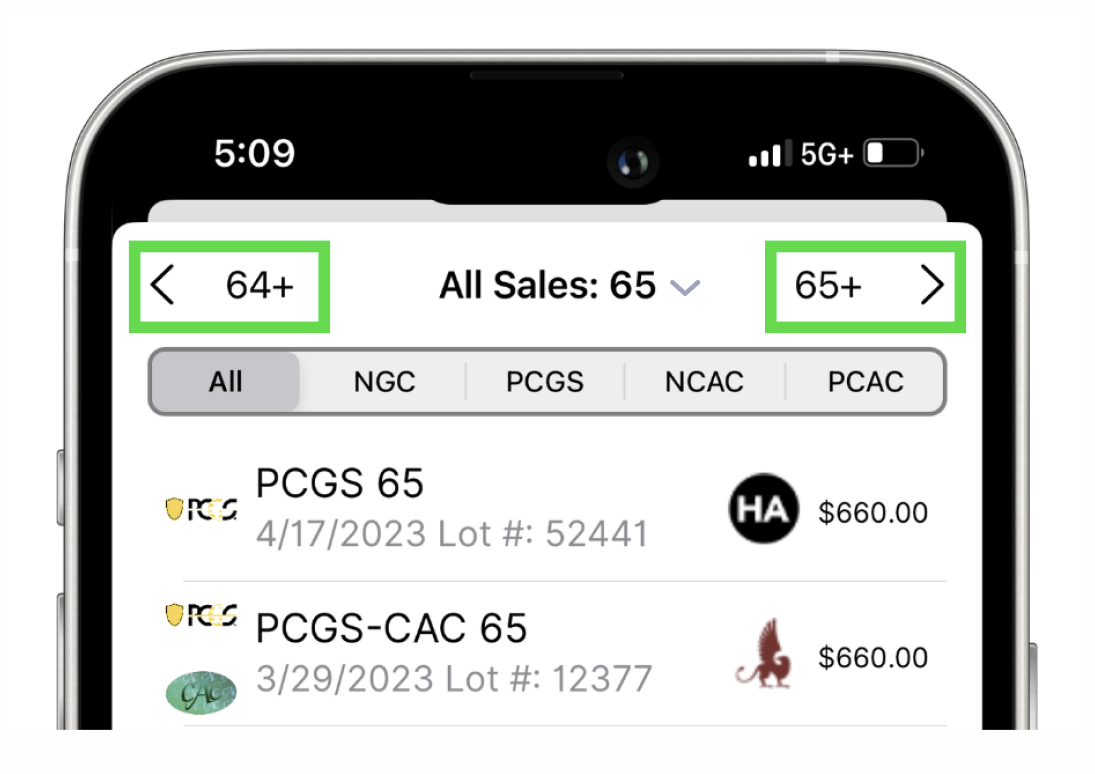 5:09 5G+
64+ All Sales: 65 65+
All NGC PCGS NCAC PCAC
PCGS PCGS 65 HA $660.00
4/17/2023 Lot #: 52441
PCGS PCGS-CAC 65 $660.00
CAC 3/29/2023 Lot #: 12377